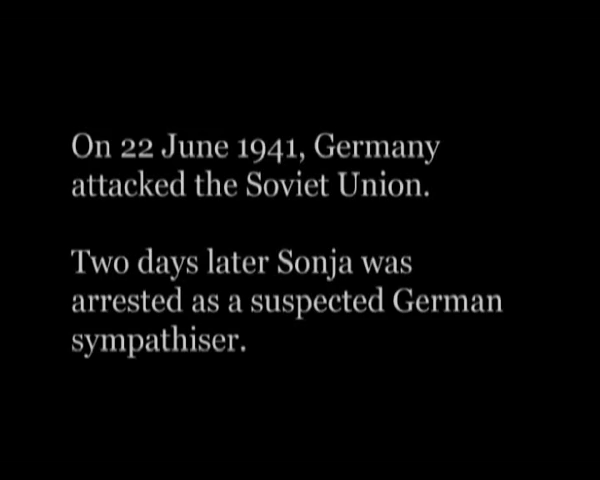 On 22 June 1941, Germany
attacked the Soviet Union.
Two days later Sonja was
arrested as a suspected German
sympathiser.